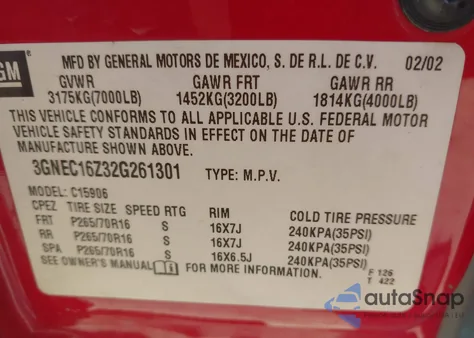 GM
MFD BY GENERAL MOTORS DE MEXICO, S. DE R.L. DE C.V. 02/02
GVWR GAWR FRT GAWR RR
3175KG(7000LB) 1452KG(3200LB) 1814KG(4000LB)
THIS VEHICLE CONFORMS TO ALL APPLICABLE U.S. FEDERAL MOTOR
VEHICLE SAFETY STANDARDS IN EFFECT ON THE DATE OF
MANUFACTURE SHOWN ABOVE.
3GNEC16Z32G261301 TYPE: M.P.V.
MODEL: C15906
CPEZ TIRE SIZE SPEED RTG RIM COLD TIRE PRESSURE
FRT P265/70R16 S 16X7J 240KPA(35PSI)
RR P265/70R16 S 16X7J 240KPA(35PSI)
SPA P265/70R16 S 16X6.5J 240KPA(35PSI)
SEE OWNER'S MANUAL FOR MORE INFORMATION. F 126
T 422
autoSnap